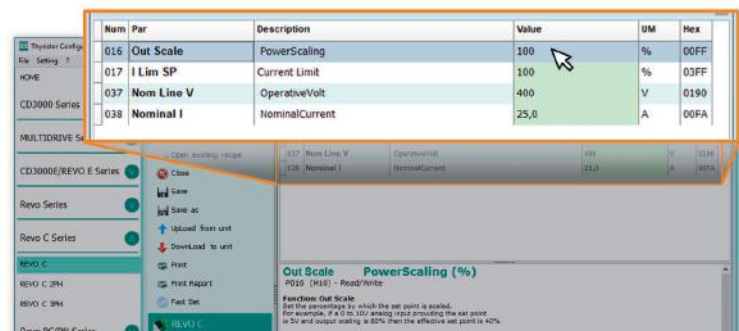 Num Par Description Value UM Hex
016 Out Scale PowerScaling 100 % 00FF
017 I Lim SP Current Limit 100 % 03FF
037 Nom Line V OperativeVolt 400 V 0190
038 Nominal I NominalCurrent 25,0 A 00FA
Thyristor Config
File Setting ?
HOME
CD3000 Series
MULTIDRIVE Se
CD3000E/REVO E Series
Revo Series
Revo C Series
REVO C
REVO C 2PH
REVO C 3PH
Open existing recipe
Close
Save
Save as
UpLoad from unit
DownLoad to unit
Print
Print Report
Fast Set
REVO C
037 Nom Line V OperativeVolt 400 V 0190
038 Nominal I NominalCurrent 25,0 A 00FA
Out Scale PowerScaling (%)
P016 (H10) - Read/Write
Function: Out Scale
Set the percentage by which the set point is scaled.
For example, if a 0 to 10V analog input providing the set point
is 5V and output scaling is 80% then the effective set point is 40%